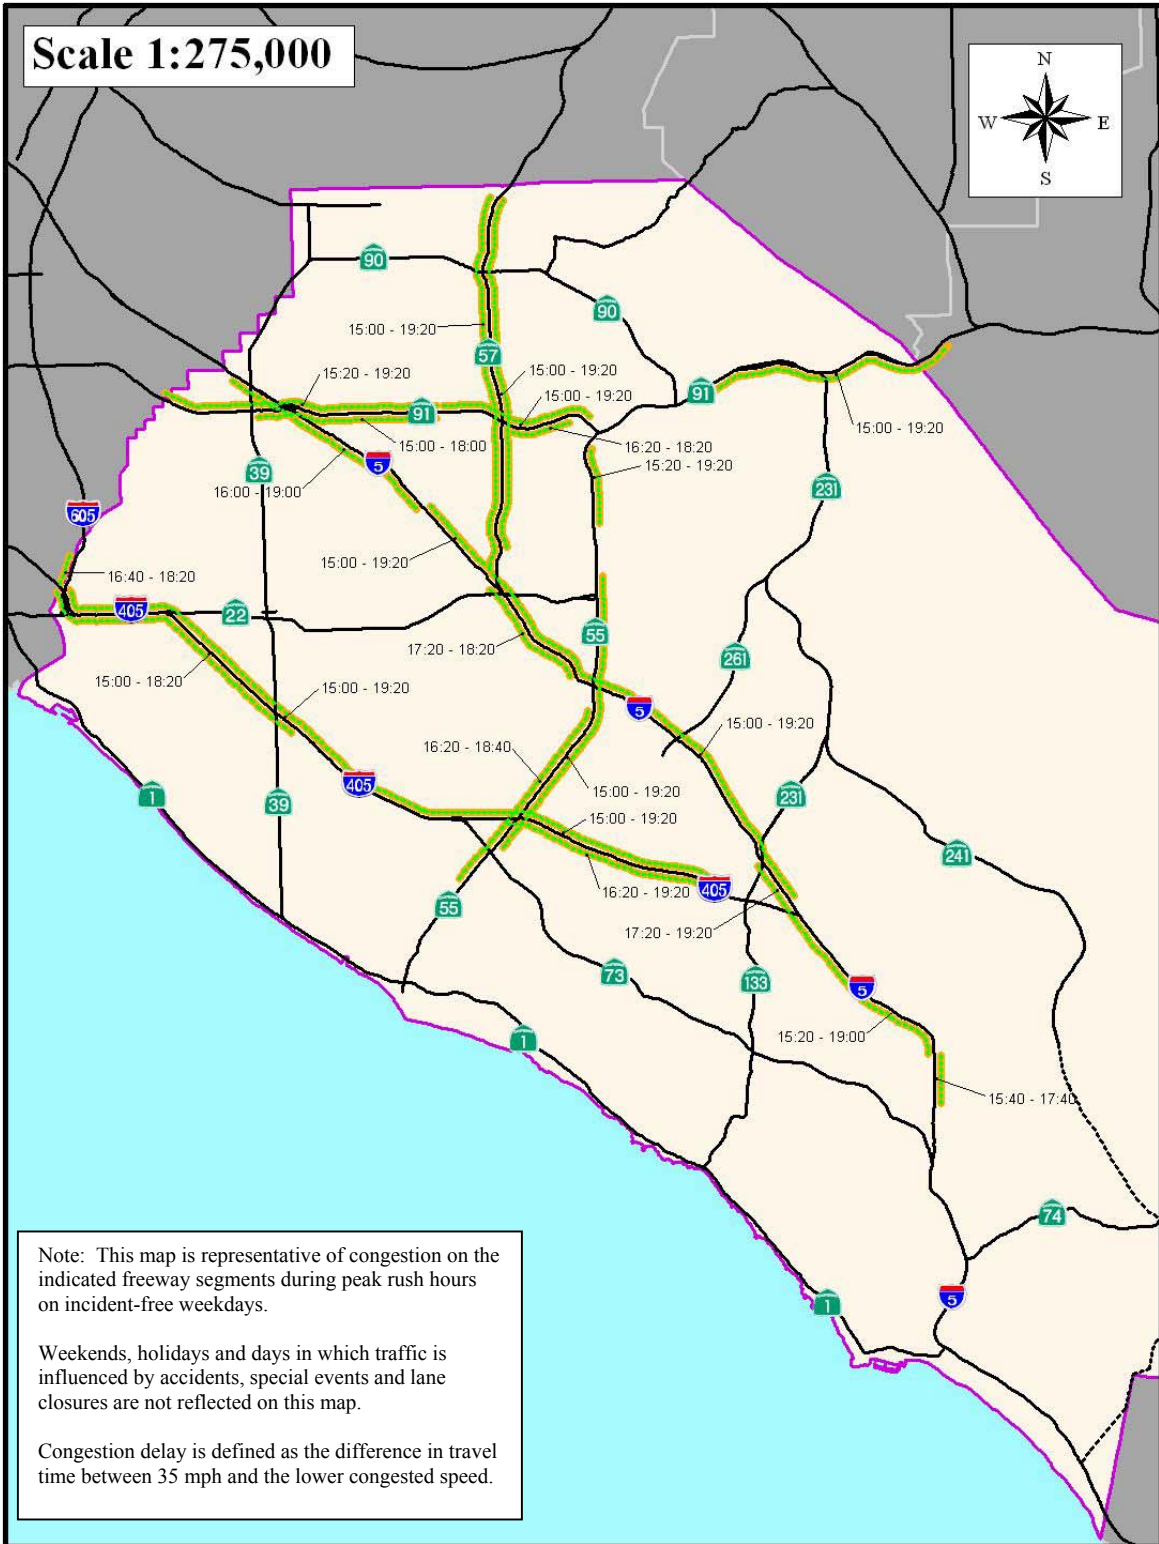 Scale 1:275,000
N
W E
S
90
90
15:00 - 19:20
57
15:20 - 19:20
15:00 - 19:20
15:00 - 19:20
91
91
15:00 - 19:20
15:00 - 18:00
16:20 - 18:20
5
15:20 - 19:20
39
16:00 - 19:00
231
605
15:00 - 19:20
16:40 - 18:20
405
22
55
17:20 - 18:20
261
15:00 - 18:20
15:00 - 19:20
5
15:00 - 19:20
16:20 - 18:40
405
1
39
15:00 - 19:20
231
15:00 - 19:20
241
16:20 - 19:20
405
55
17:20 - 19:20
73
133
5
1
15:20 - 19:00
15:40 - 17:40
74
5
1
Note: This map is representative of congestion on the
indicated freeway segments during peak rush hours
on incident-free weekdays.
Weekends, holidays and days in which traffic is
influenced by accidents, special events and lane
closures are not reflected on this map.
Congestion delay is defined as the difference in travel
time between 35 mph and the lower congested speed.